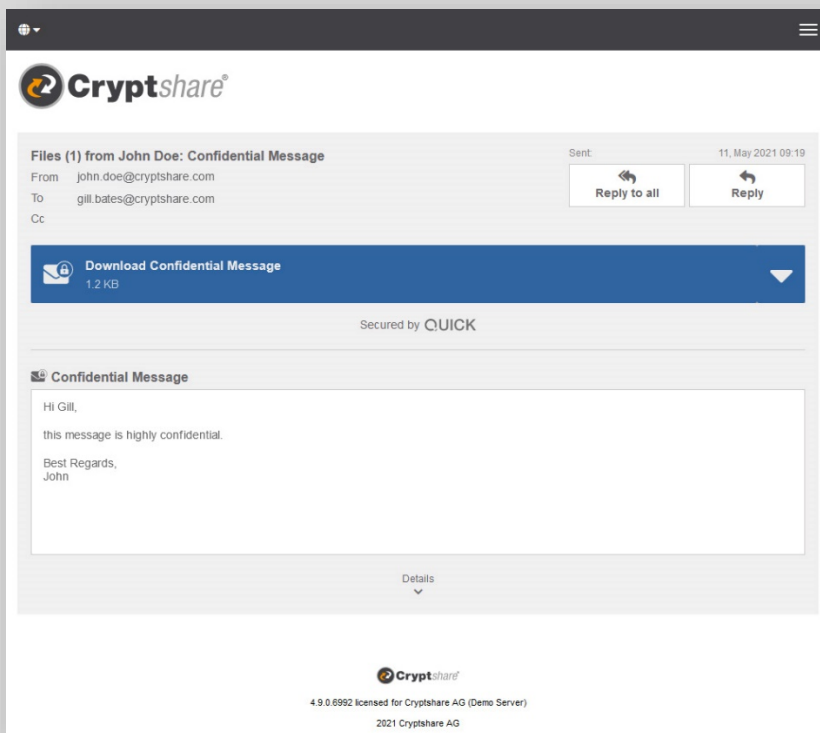 Cryptshare®
Files (1) from John Doe: Confidential Message
Sent: 11, May 2021 09:19
From john.doe@cryptshare.com
To gill.bates@cryptshare.com
Cc
Reply to all
Reply
Download Confidential Message
1.2 KB
Secured by QUICK
Confidential Message
Hi Gill,
this message is highly confidential.
Best Regards,
John
Details
Cryptshare®
4.9.0.6992 licensed for Cryptshare AG (Demo Server)
2021 Cryptshare AG